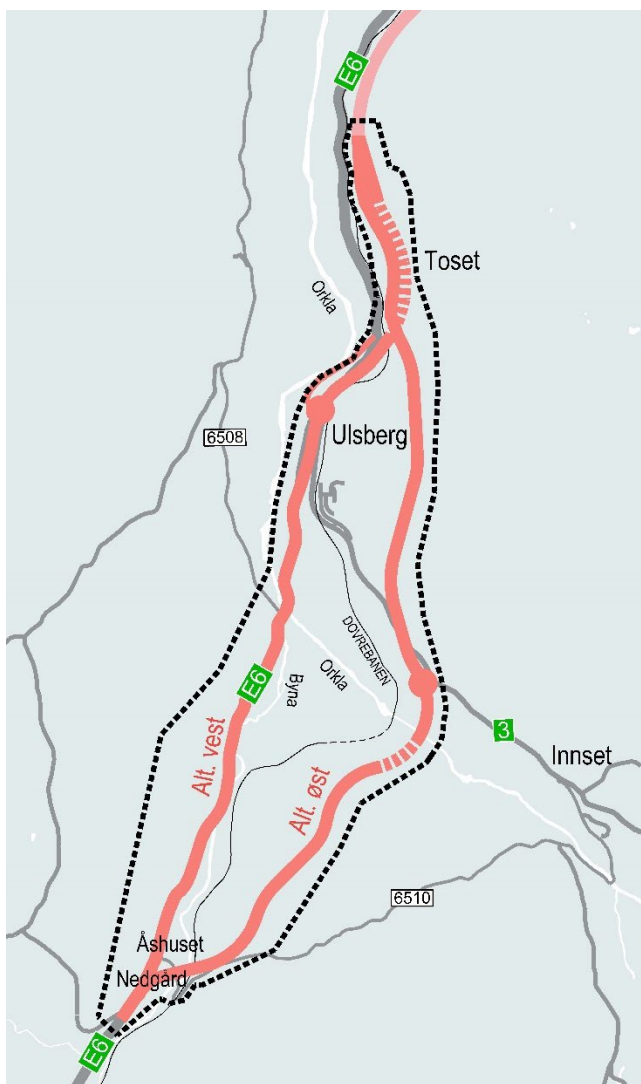 E6
Toset
Orkla
Ulsberg
6508
DOVREBANEN
Orkla
E6
Byna
3
Innset
Alt. vest
Alt. øst
6510
Åshuset
Nedgård
E6